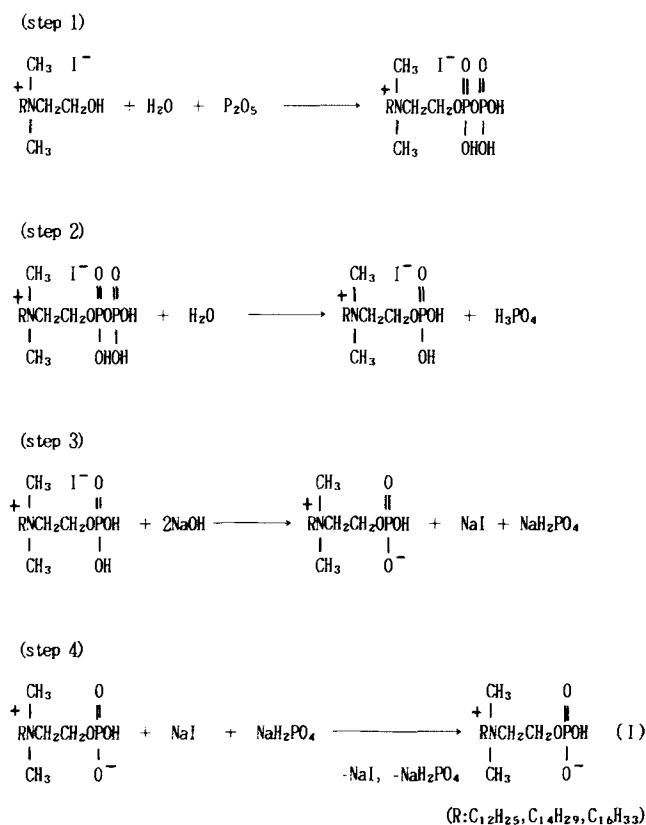 (step 1)
CH₃ I⁻ CH₃ I⁻ O O
+| +| ‖ ‖
RNCH₂CH₂OH + H₂O + P₂O₅ ⟶ RNCH₂CH₂OPOPOH
| | | |
CH₃ CH₃ OHOH
(step 2)
CH₃ I⁻ O O CH₃ I⁻ O
+| ‖ ‖ +| ‖
RNCH₂CH₂OPOPOH + H₂O ⟶ RNCH₂CH₂OPOH + H₃PO₄
| | | | |
CH₃ OHOH CH₃ OH
(step 3)
CH₃ I⁻ O CH₃ O
+| ‖ +| ‖
RNCH₂CH₂OPOH + 2NaOH ⟶ RNCH₂CH₂OPOH + NaI + NaH₂PO₄
| | | |
CH₃ OH CH₃ O⁻
(step 4)
CH₃ O CH₃ O
+| ‖ +| ‖
RNCH₂CH₂OPOH + NaI + NaH₂PO₄ ⟶ RNCH₂CH₂OPOH (I)
| | | |
CH₃ O⁻ -NaI, -NaH₂PO₄ CH₃ O⁻
(R:C₁₂H₂₅,C₁₄H₂₉,C₁₆H₃₃)